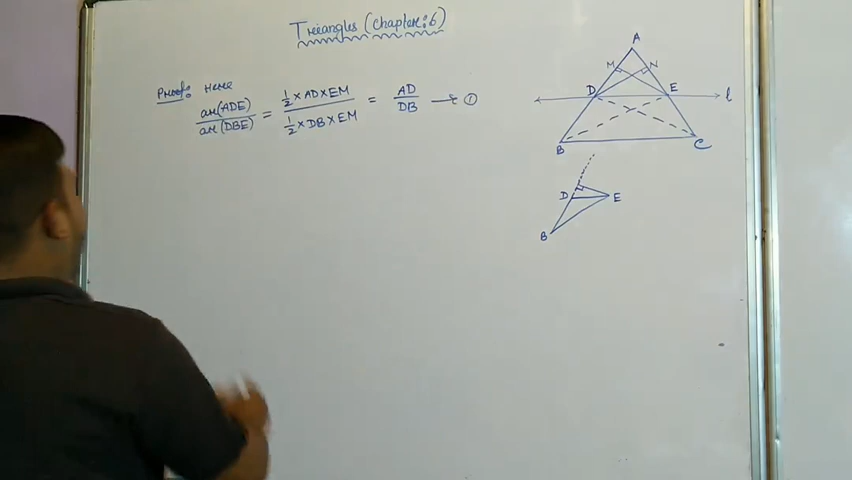 Triangles (Chapter:6)
Proof: Here
ar(ADE)/ar(DBE) = ½×AD×EM / ½×DB×EM = AD/DB → ①
A
M N
D E l
B C
D E
B